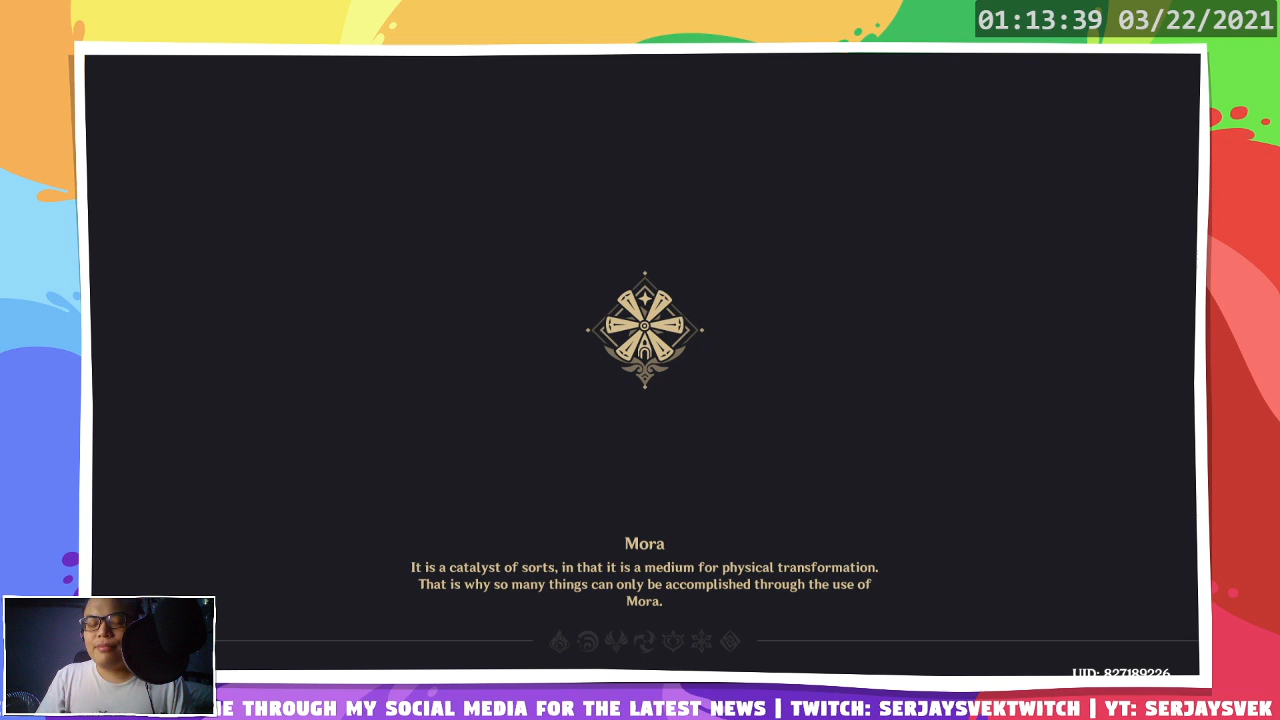 01:13:39 03/22/2021
Mora
It is a catalyst of sorts, in that it is a medium for physical transformation.
That is why so many things can only be accomplished through the use of
Mora.
UID: 827189226
E THROUGH MY SOCIAL MEDIA FOR THE LATEST NEWS | TWITCH: SERJAYSVEKTWITCH | YT: SERJAYSVEK